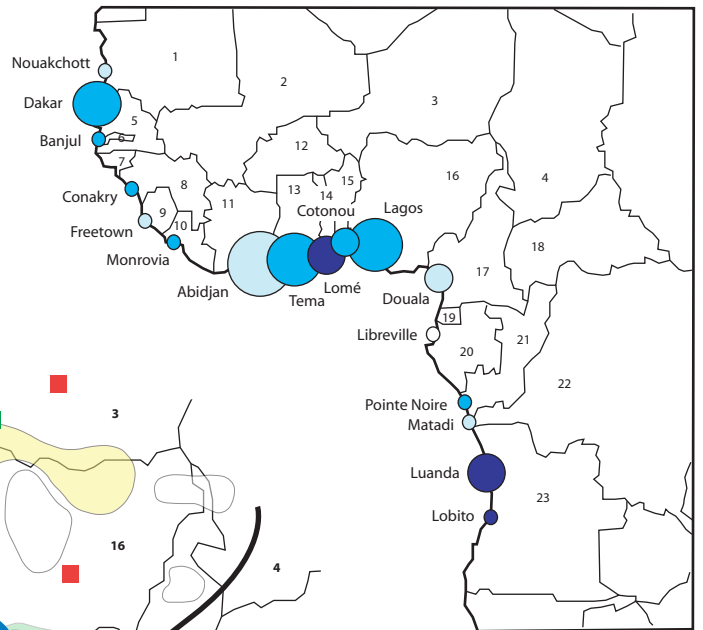 1
Nouakchott
2
Dakar
3
5
Banjul
6
12
7
16
15
4
8
13
14
Conakry
11
Cotonou
Lagos
9
10
Freetown
18
Monrovia
17
Abidjan
Tema
Lomé
Douala
19
Libreville
21
20
22
Pointe Noire
3
Matadi
Luanda
23
Lobito
16
4